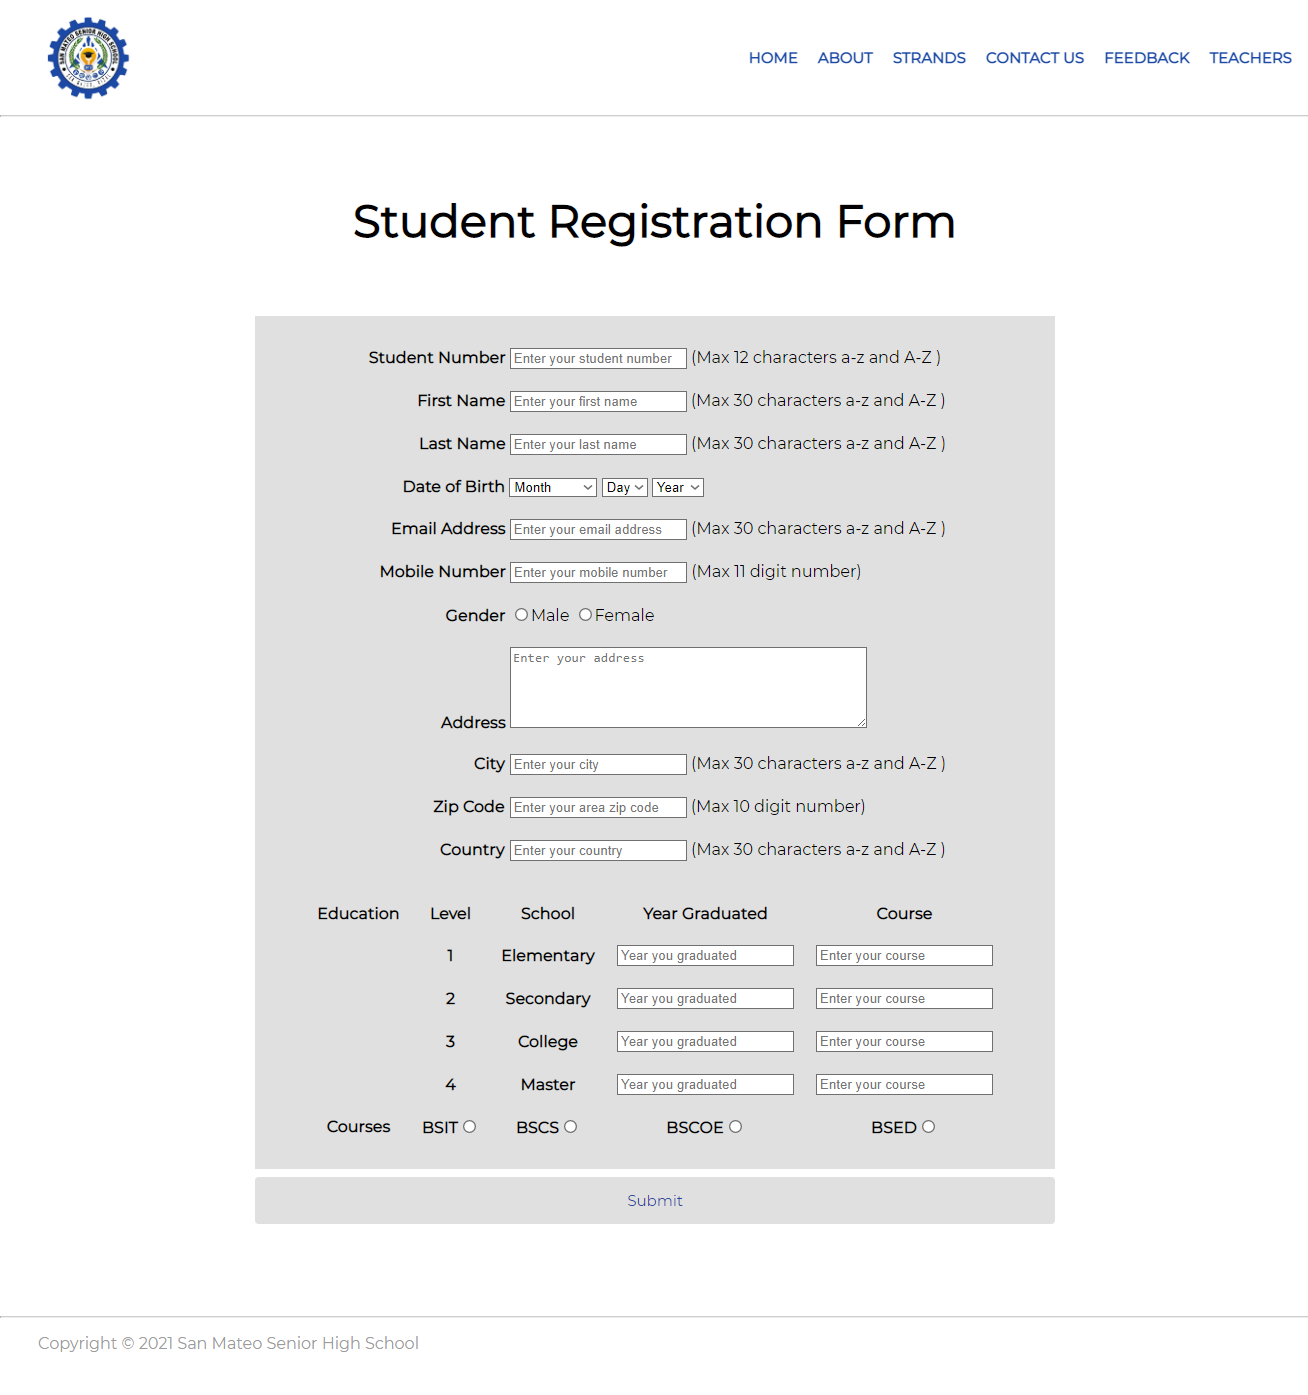 SAN MATEO SENIOR HIGH SCHOOL
HOME ABOUT STRANDS CONTACT US FEEDBACK TEACHERS
Student Registration Form
Student Number Enter your student number (Max 12 characters a-z and A-Z )
First Name Enter your first name (Max 30 characters a-z and A-Z )
Last Name Enter your last name (Max 30 characters a-z and A-Z )
Date of Birth Month Day Year
Email Address Enter your email address (Max 30 characters a-z and A-Z )
Mobile Number Enter your mobile number (Max 11 digit number)
Gender Male Female
Enter your address
Address
City Enter your city (Max 30 characters a-z and A-Z )
Zip Code Enter your area zip code (Max 10 digit number)
Country Enter your country (Max 30 characters a-z and A-Z )
Education Level School Year Graduated Course
1 Elementary Year you graduated Enter your course
2 Secondary Year you graduated Enter your course
3 College Year you graduated Enter your course
4 Master Year you graduated Enter your course
Courses BSIT BSCS BSCOE BSED
Submit
Copyright © 2021 San Mateo Senior High School